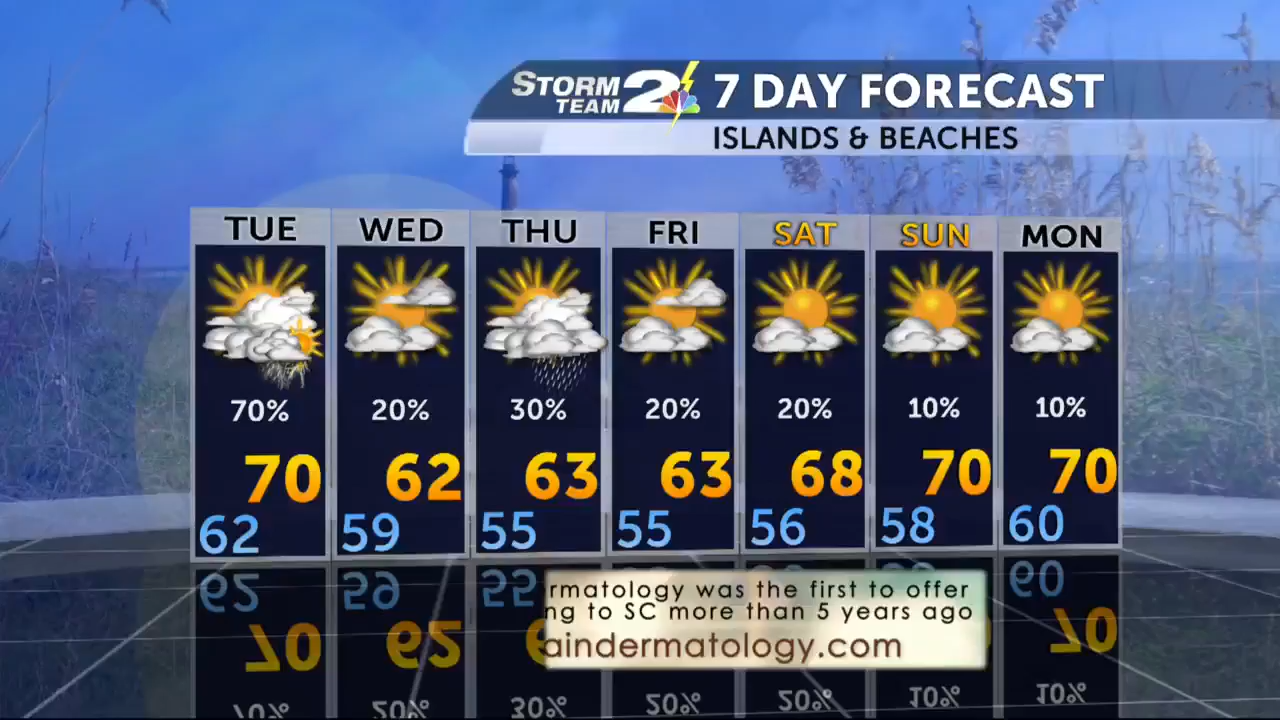 STORM TEAM 2 7 DAY FORECAST
ISLANDS & BEACHES
TUE WED THU FRI SAT SUN MON
70% 20% 30% 20% 20% 10% 10%
70 62 63 63 68 70 70
62 59 55 55 56 58 60
rmatology was the first to offer
ng to SC more than 5 years ago
aindermatology.com